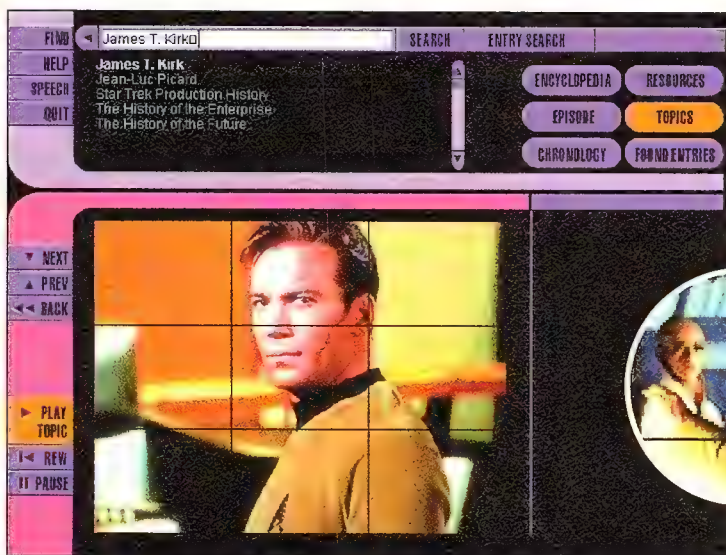 FIND
HELP
SPEECH
QUIT
James T. Kirk
SEARCH
ENTRY SEARCH
James T. Kirk
Jean-Luc Picard
Star Trek Production History
The History of the Enterprise
The History of the Future
ENCYCLOPEDIA
RESOURCES
EPISODE
TOPICS
CHRONOLOGY
FOUND ENTRIES
NEXT
PREV
BACK
PLAY
TOPIC
REW
PAUSE